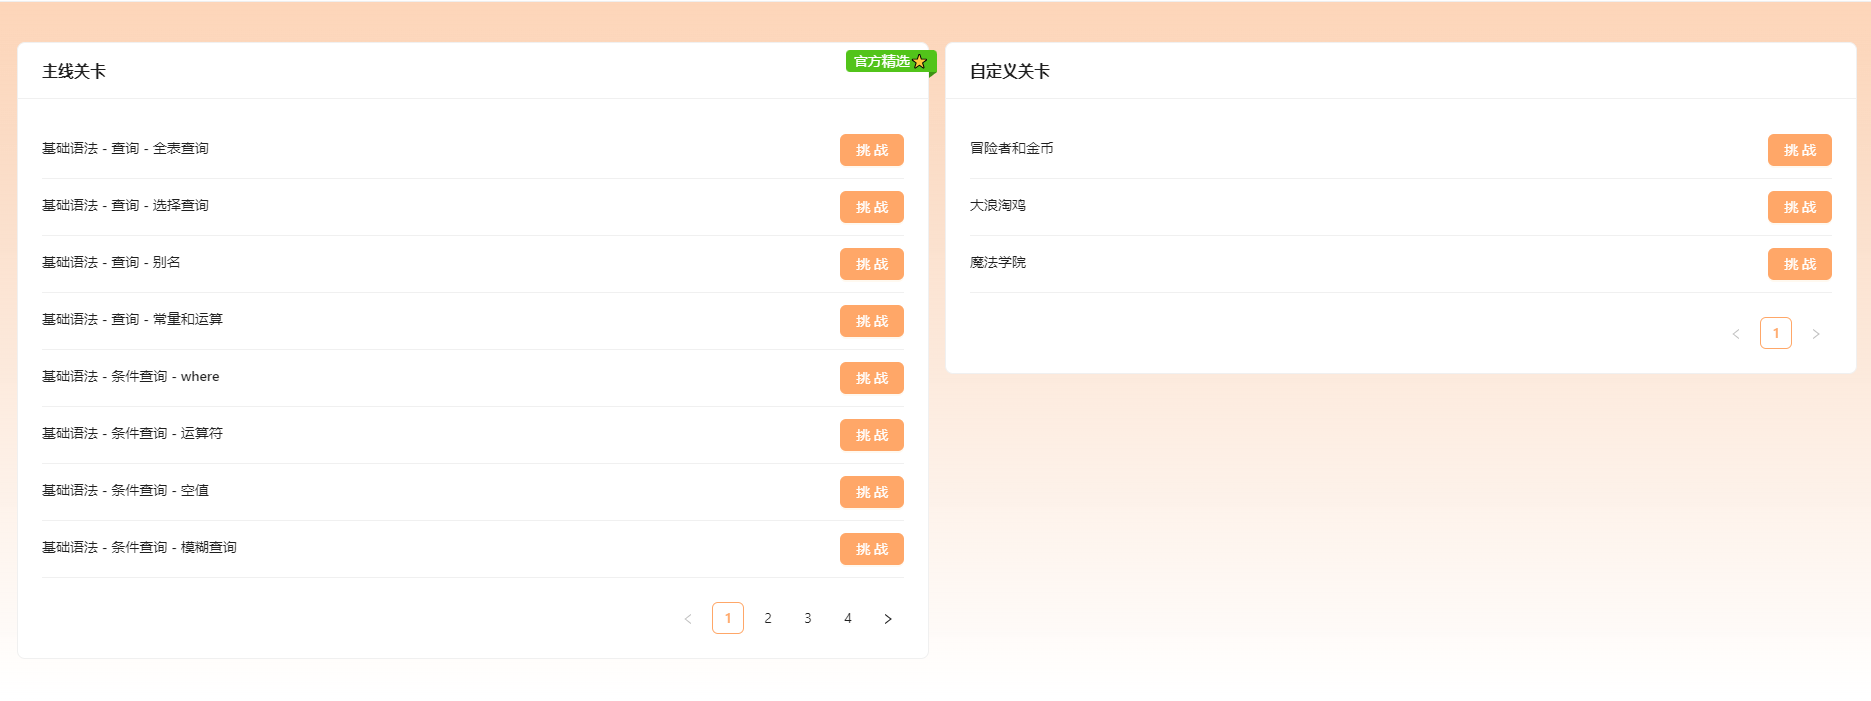 主线关卡
官方精选
基础语法 - 查询 - 全表查询
挑 战
基础语法 - 查询 - 选择查询
挑 战
基础语法 - 查询 - 别名
挑 战
基础语法 - 查询 - 常量和运算
挑 战
基础语法 - 条件查询 - where
挑 战
基础语法 - 条件查询 - 运算符
挑 战
基础语法 - 条件查询 - 空值
挑 战
基础语法 - 条件查询 - 模糊查询
挑 战
< 1 2 3 4 >
自定义关卡
冒险者和金币
挑 战
大浪淘鸡
挑 战
魔法学院
挑 战
< 1 >